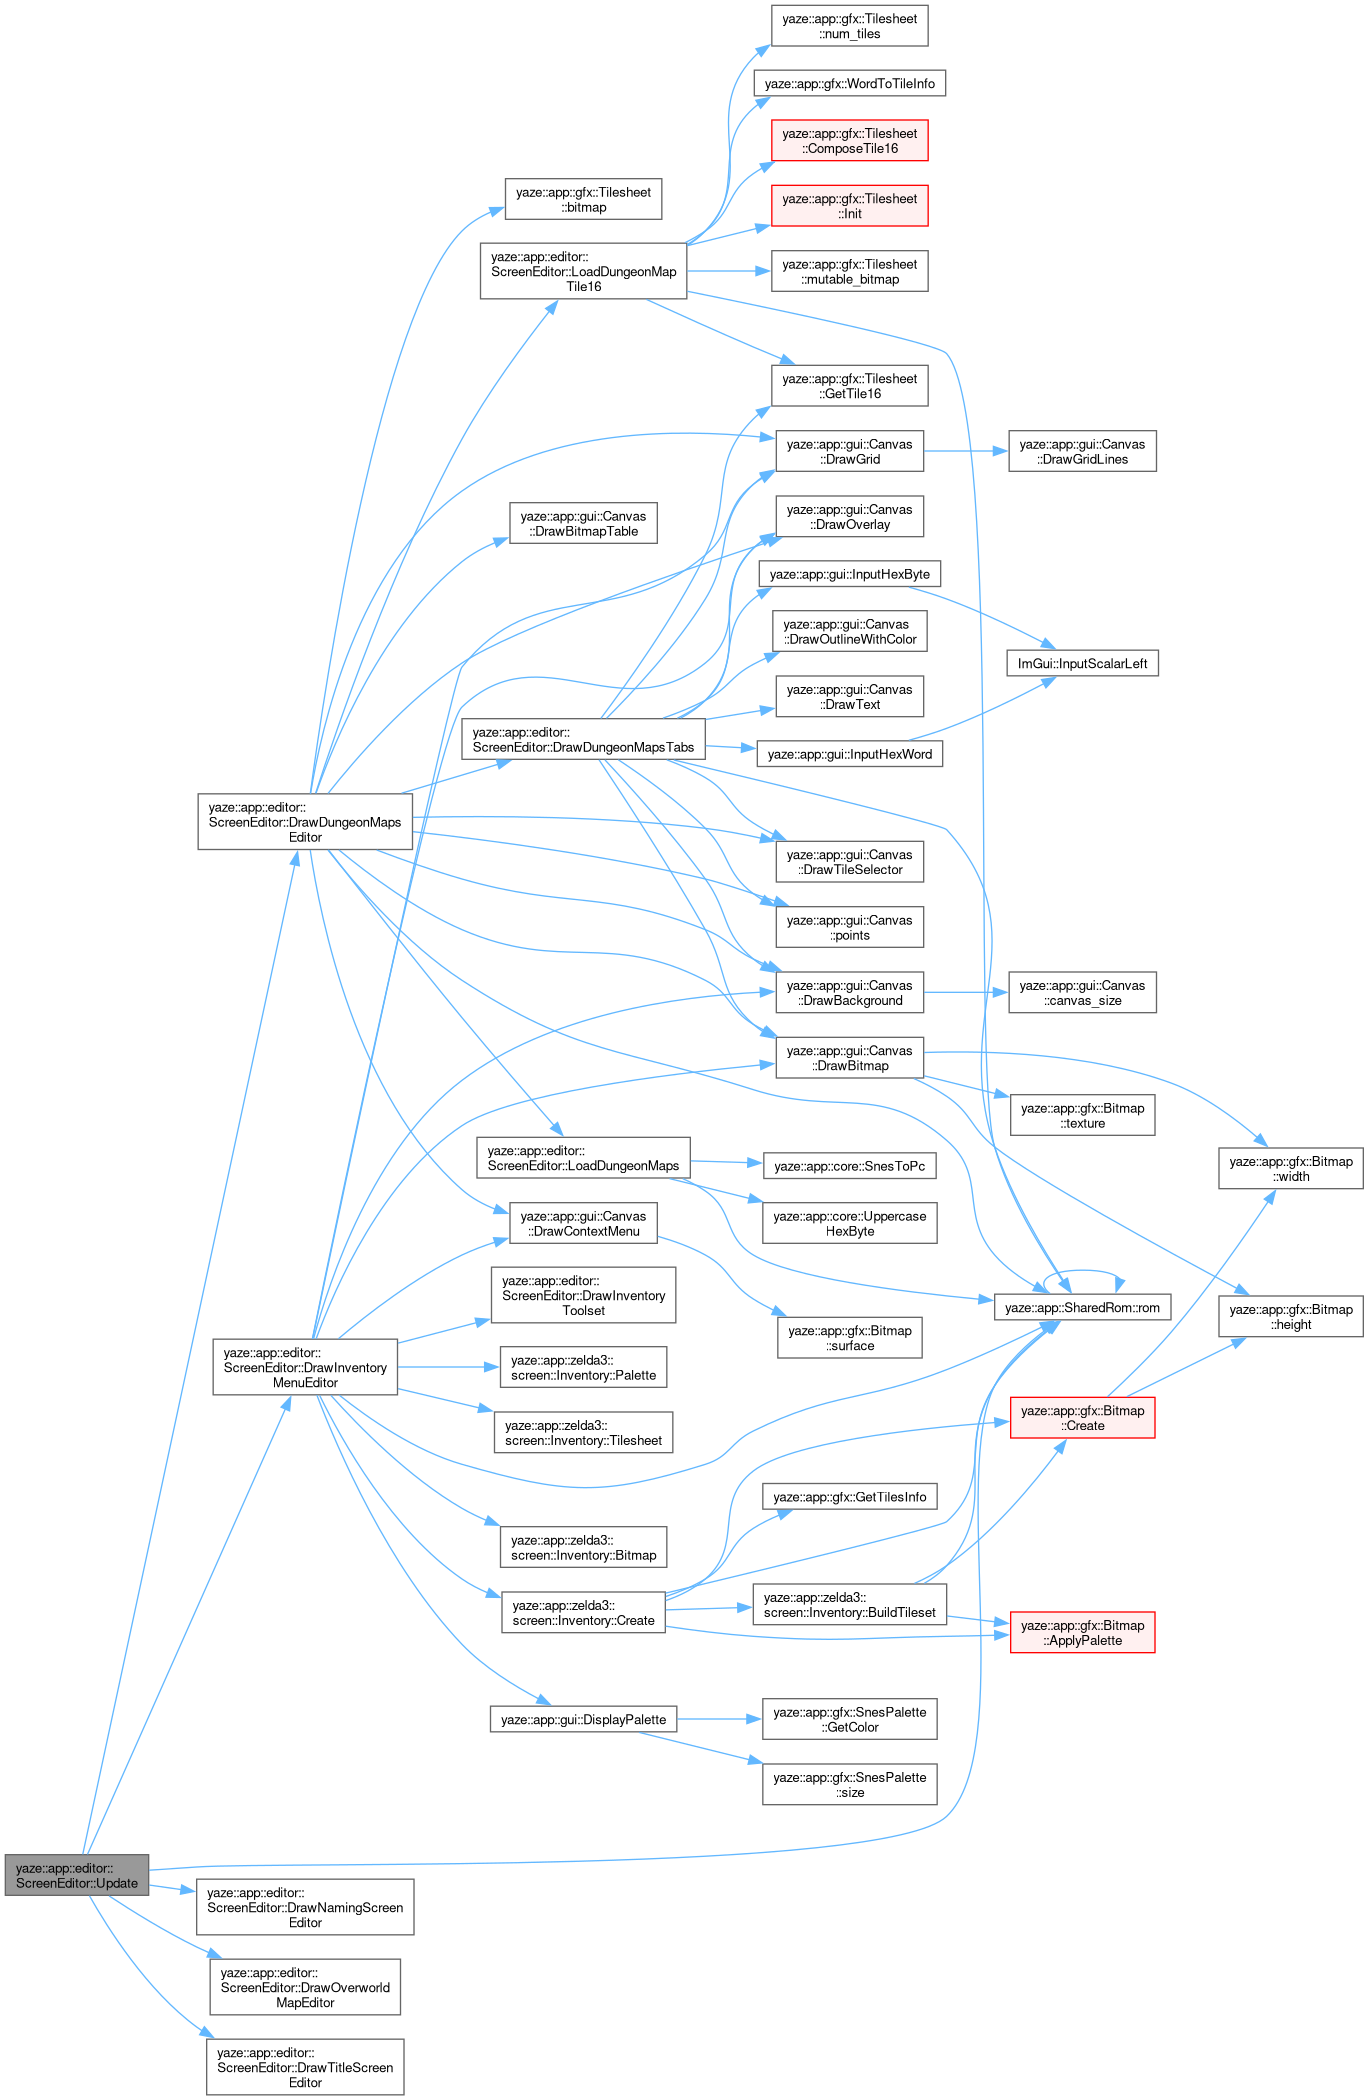 yaze::app::gfx::Tilesheet
::num_tiles
yaze::app::gfx::WordToTileInfo
yaze::app::gfx::Tilesheet
::ComposeTile16
yaze::app::gfx::Tilesheet
::bitmap
yaze::app::gfx::Tilesheet
::Init
yaze::app::editor::
ScreenEditor::LoadDungeonMap
Tile16
yaze::app::gfx::Tilesheet
::mutable_bitmap
yaze::app::gfx::Tilesheet
::GetTile16
yaze::app::gui::Canvas
::DrawGrid
yaze::app::gui::Canvas
::DrawGridLines
yaze::app::gui::Canvas
::DrawBitmapTable
yaze::app::gui::Canvas
::DrawOverlay
yaze::app::gui::InputHexByte
yaze::app::gui::Canvas
::DrawOutlineWithColor
ImGui::InputScalarLeft
yaze::app::gui::Canvas
::DrawText
yaze::app::editor::
ScreenEditor::DrawDungeonMapsTabs
yaze::app::gui::InputHexWord
yaze::app::editor::
ScreenEditor::DrawDungeonMaps
Editor
yaze::app::gui::Canvas
::DrawTileSelector
yaze::app::gui::Canvas
::points
yaze::app::gui::Canvas
::DrawBackground
yaze::app::gui::Canvas
::canvas_size
yaze::app::gui::Canvas
::DrawBitmap
yaze::app::gfx::Bitmap
::texture
yaze::app::gfx::Bitmap
::width
yaze::app::editor::
ScreenEditor::LoadDungeonMaps
yaze::app::core::SnesToPc
yaze::app::core::Uppercase
HexByte
yaze::app::gui::Canvas
::DrawContextMenu
yaze::app::editor::
ScreenEditor::DrawInventory
Toolset
yaze::app::SharedRom::rom
yaze::app::gfx::Bitmap
::height
yaze::app::gfx::Bitmap
::surface
yaze::app::editor::
ScreenEditor::DrawInventory
MenuEditor
yaze::app::zelda3::
screen::Inventory::Palette
yaze::app::gfx::Bitmap
::Create
yaze::app::zelda3::
screen::Inventory::Tilesheet
yaze::app::gfx::GetTilesInfo
yaze::app::zelda3::
screen::Inventory::Bitmap
yaze::app::zelda3::
screen::Inventory::Create
yaze::app::zelda3::
screen::Inventory::BuildTileset
yaze::app::gfx::Bitmap
::ApplyPalette
yaze::app::gui::DisplayPalette
yaze::app::gfx::SnesPalette
::GetColor
yaze::app::gfx::SnesPalette
::size
yaze::app::editor::
ScreenEditor::Update
yaze::app::editor::
ScreenEditor::DrawNamingScreen
Editor
yaze::app::editor::
ScreenEditor::DrawOverworld
MapEditor
yaze::app::editor::
ScreenEditor::DrawTitleScreen
Editor